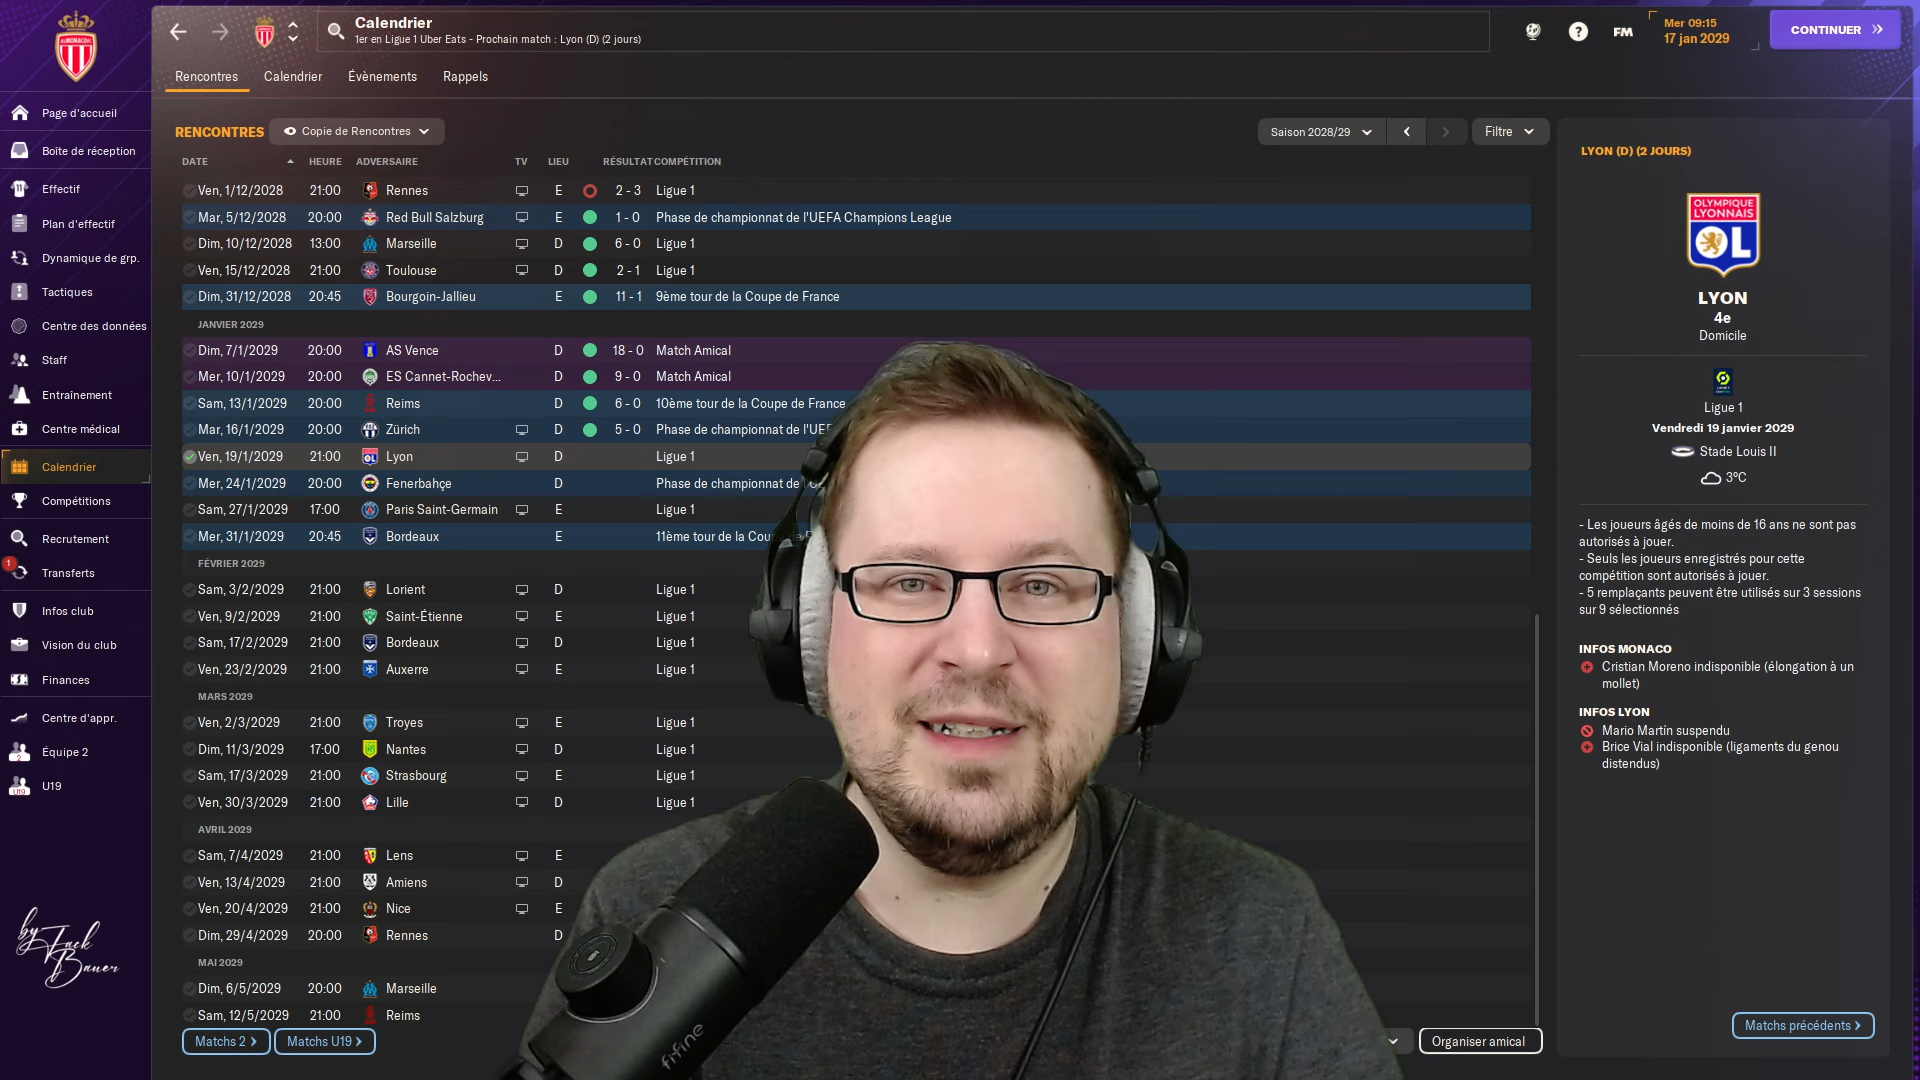 Calendrier
1er en Ligue 1 Uber Eats - Prochain match : Lyon (D) (2 jours)
FM
Mer 09:15
17 jan 2029
CONTINUER
Rencontres Calendrier Évènements Rappels
Page d'accueil
Boîte de réception
Effectif
Plan d'effectif
Dynamique de grp.
Tactiques
Centre des données
Staff
Entraînement
Centre médical
Calendrier
Compétitions
Recrutement
1
Transferts
Infos club
Vision du club
Finances
Centre d'appr.
Équipe 2
U19
by Jack Bauer
RENCONTRES Copie de Rencontres Saison 2028/29 Filtre
DATE HEURE ADVERSAIRE TV LIEU RÉSULTAT COMPÉTITION
Ven, 1/12/2028 21:00 Rennes E 2 - 3 Ligue 1
Mar, 5/12/2028 20:00 Red Bull Salzburg E 1 - 0 Phase de championnat de l'UEFA Champions League
Dim, 10/12/2028 13:00 Marseille D 6 - 0 Ligue 1
Ven, 15/12/2028 21:00 Toulouse D 2 - 1 Ligue 1
Dim, 31/12/2028 20:45 Bourgoin-Jallieu E 11 - 1 9ème tour de la Coupe de France
JANVIER 2029
Dim, 7/1/2029 20:00 AS Vence D 18 - 0 Match Amical
Mer, 10/1/2029 20:00 ES Cannet-Rochev... D 9 - 0 Match Amical
Sam, 13/1/2029 20:00 Reims D 6 - 0 10ème tour de la Coupe de France
Mar, 16/1/2029 20:00 Zürich D 5 - 0 Phase de championnat de l'UEF
Ven, 19/1/2029 21:00 Lyon D Ligue 1
Mer, 24/1/2029 20:00 Fenerbahçe D Phase de championnat de l'UE
Sam, 27/1/2029 17:00 Paris Saint-Germain E Ligue 1
Mer, 31/1/2029 20:45 Bordeaux E 11ème tour de la Coupe de F
FÉVRIER 2029
Sam, 3/2/2029 21:00 Lorient D Ligue 1
Ven, 9/2/2029 21:00 Saint-Étienne E Ligue 1
Sam, 17/2/2029 21:00 Bordeaux D Ligue 1
Ven, 23/2/2029 21:00 Auxerre E Ligue 1
MARS 2029
Ven, 2/3/2029 21:00 Troyes E Ligue 1
Dim, 11/3/2029 17:00 Nantes D Ligue 1
Sam, 17/3/2029 21:00 Strasbourg E Ligue 1
Ven, 30/3/2029 21:00 Lille D Ligue 1
AVRIL 2029
Sam, 7/4/2029 21:00 Lens E
Ven, 13/4/2029 21:00 Amiens D
Ven, 20/4/2029 21:00 Nice E
Dim, 29/4/2029 20:00 Rennes D
MAI 2029
Dim, 6/5/2029 20:00 Marseille
Sam, 12/5/2029 21:00 Reims
Matchs 2 Matchs U19 Organiser amical
fifine
LYON (D) (2 JOURS)
OLYMPIQUE
LYONNAIS
OL
LYON
4e
Domicile
Ligue 1
Vendredi 19 janvier 2029
Stade Louis II
3°C
- Les joueurs âgés de moins de 16 ans ne sont pas
autorisés à jouer.
- Seuls les joueurs enregistrés pour cette
compétition sont autorisés à jouer.
- 5 remplaçants peuvent être utilisés sur 3 sessions
sur 9 sélectionnés
INFOS MONACO
Cristian Moreno indisponible (élongation à un
mollet)
INFOS LYON
Mario Martín suspendu
Brice Vial indisponible (ligaments du genou
distendus)
Matchs précédents